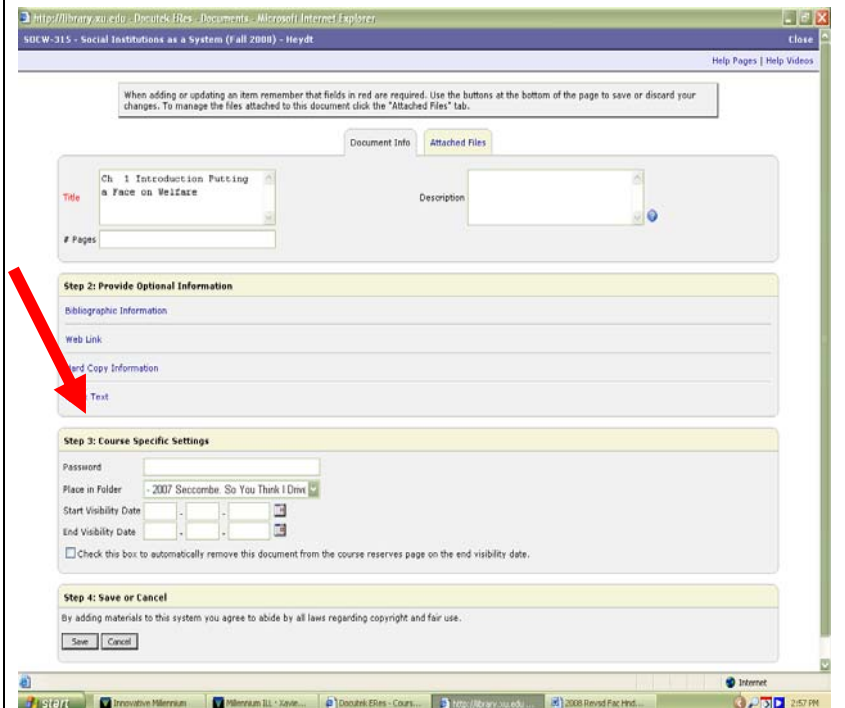 http://library.xu.edu - Docutek ERes - Documents - Microsoft Internet Explorer
SOCW-315 - Social Institutions as a System (Fall 2008) - Heydt Close
Help Pages | Help Videos
When adding or updating an item remember that fields in red are required. Use the buttons at the bottom of the page to save or discard your
changes. To manage the files attached to this document click the "Attached Files" tab.
Document Info Attached Files
Title
Ch 1 Introduction Putting
a Face on Welfare
Description
# Pages
Step 2: Provide Optional Information
Bibliographic Information
Web Link
Hard Copy Information
Text
Step 3: Course Specific Settings
Password
Place in Folder - 2007 Seccombe. So You Think I Drive
Start Visibility Date - -
End Visibility Date - -
Check this box to automatically remove this document from the course reserves page on the end visibility date.
Step 4: Save or Cancel
By adding materials to this system you agree to abide by all laws regarding copyright and fair use.
Save Cancel
Internet
start Innovative Millennium Millennium ILL - Xavie... Docutek ERes - Cours... http://library.xu.edu ... 2008 Revsd Fac Hnd... 2:57 PM